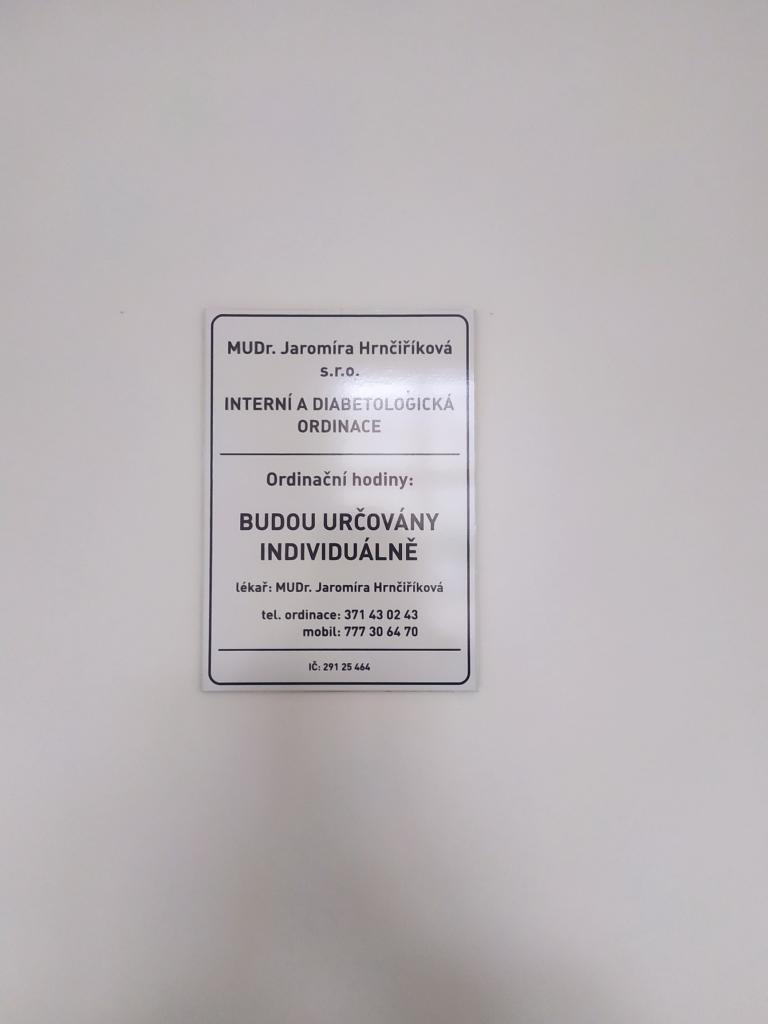 MUDr. Jaromíra Hrnčiříková
s.r.o.
INTERNÍ A DIABETOLOGICKÁ
ORDINACE
Ordinační hodiny:
BUDOU URČOVÁNY
INDIVIDUÁLNĚ
lékař: MUDr. Jaromíra Hrnčiříková
tel. ordinace: 371 43 02 43
mobil: 777 30 64 70
IČ: 291 25 464